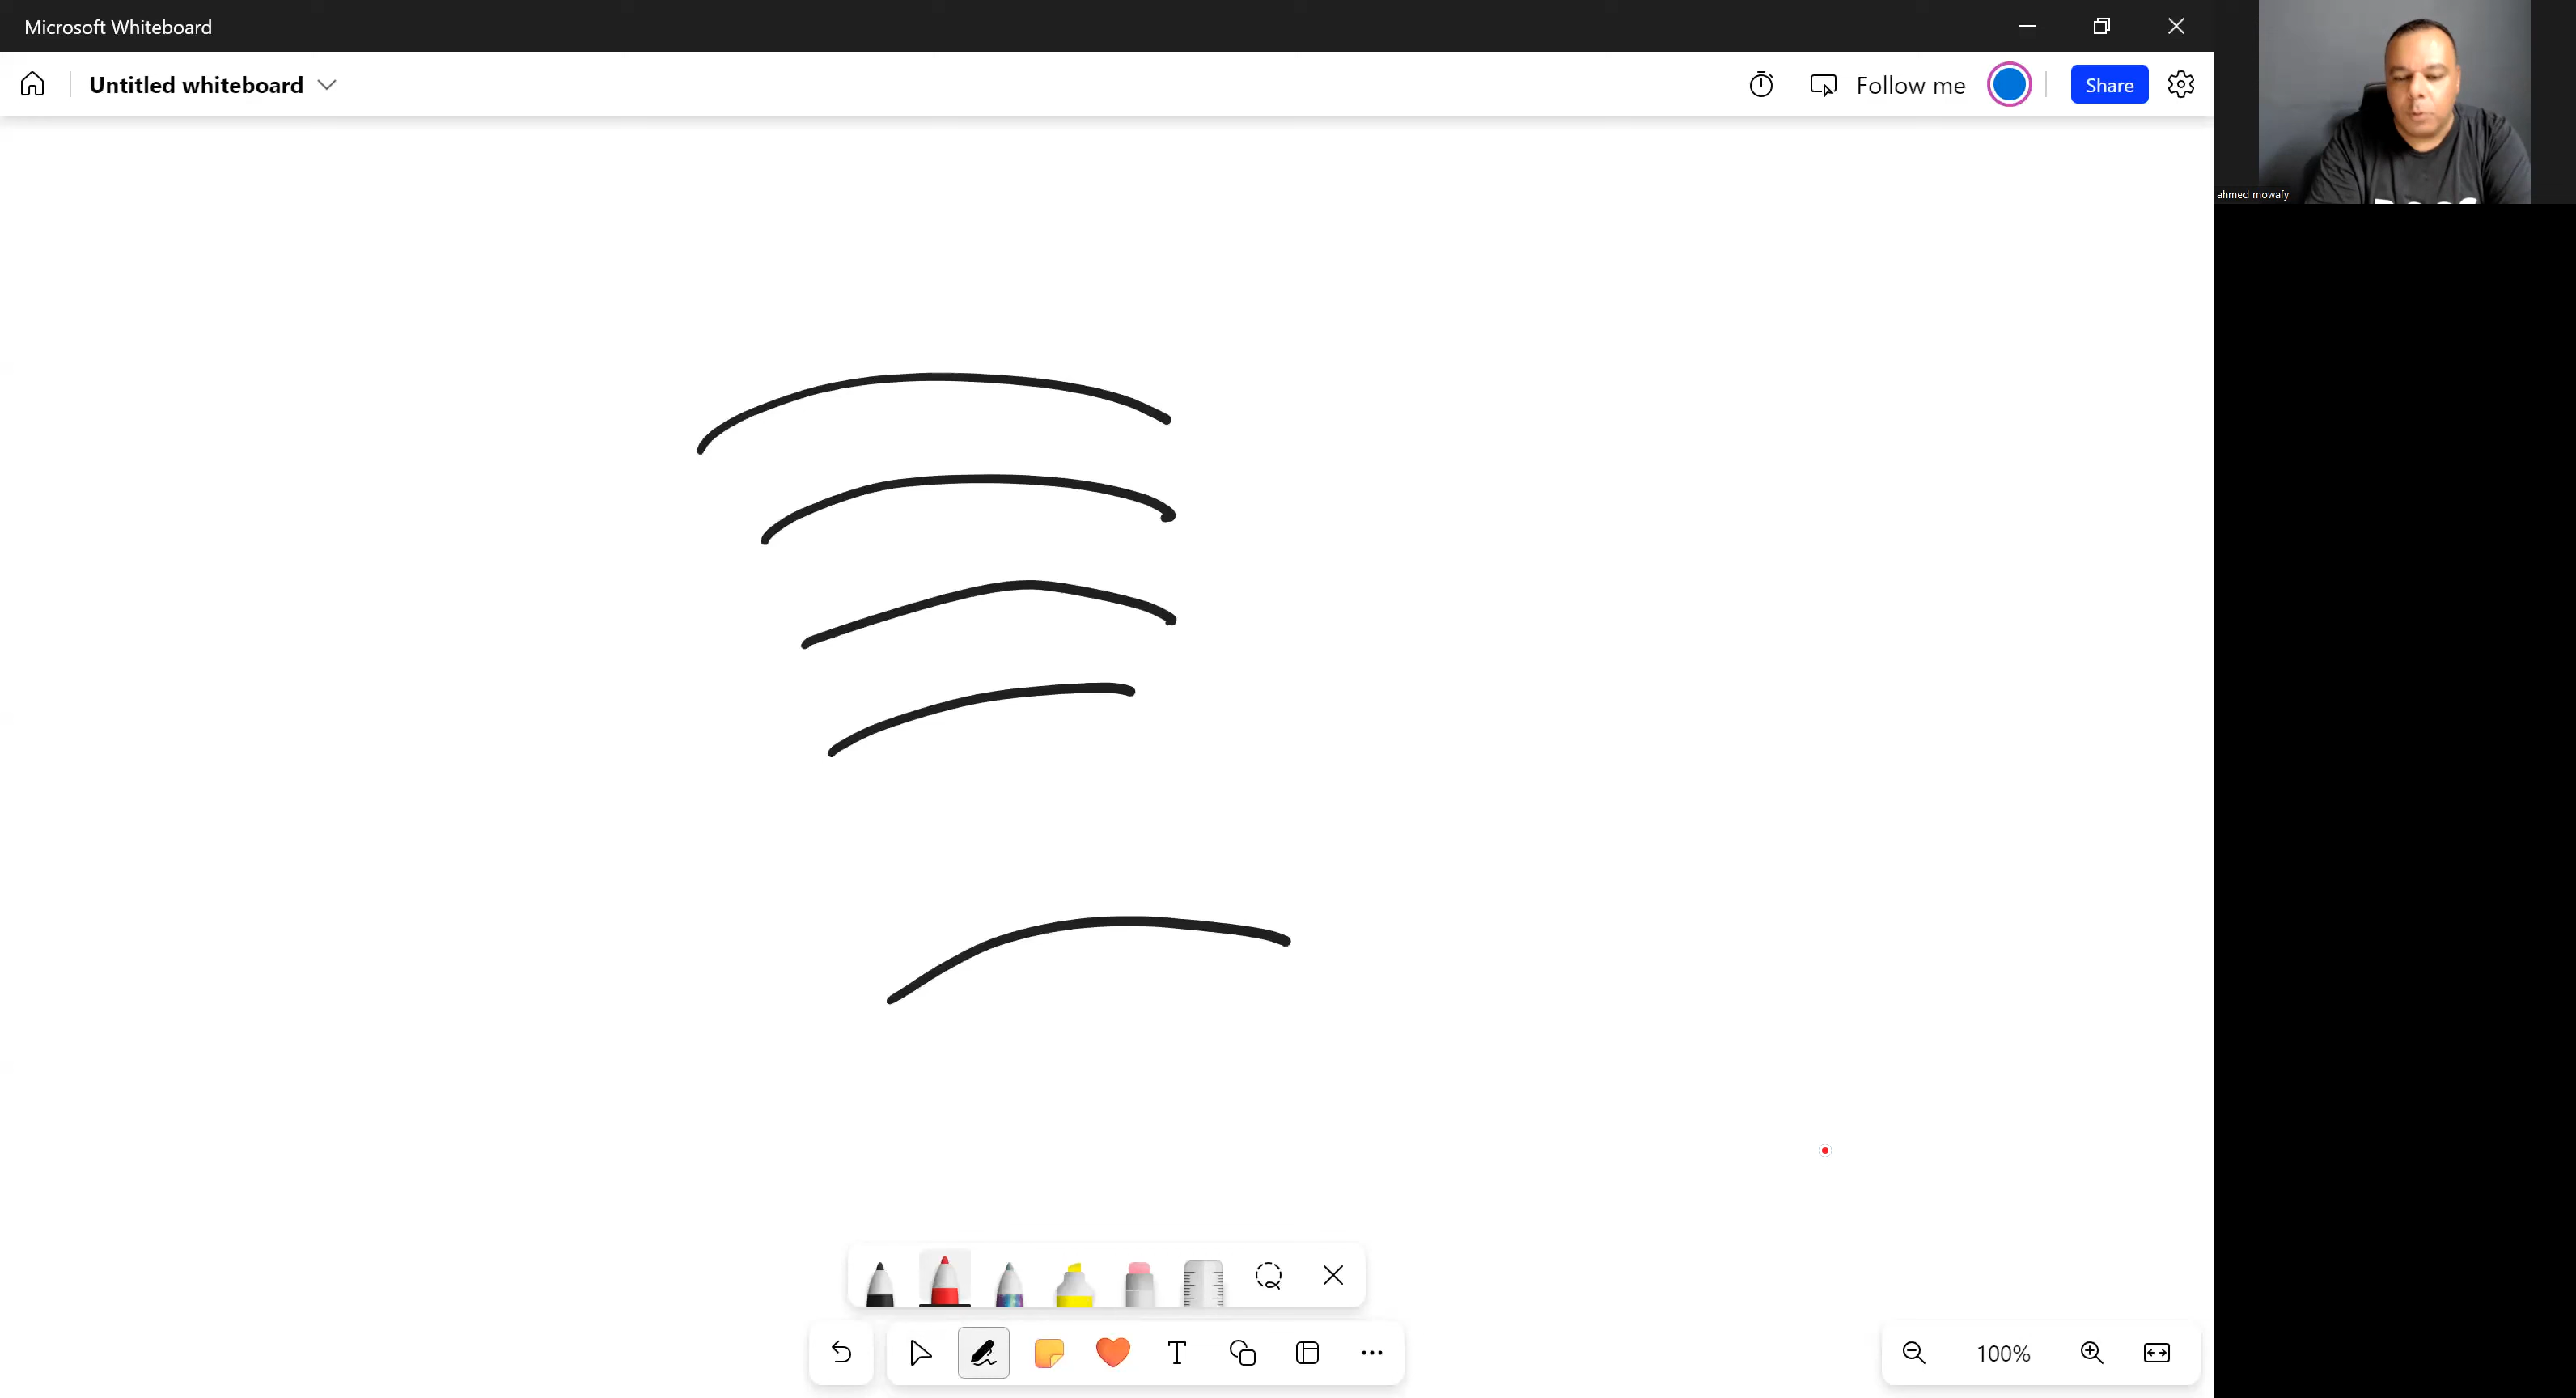 Microsoft Whiteboard
Untitled whiteboard
Follow me
Share
ahmed mowafy
100%